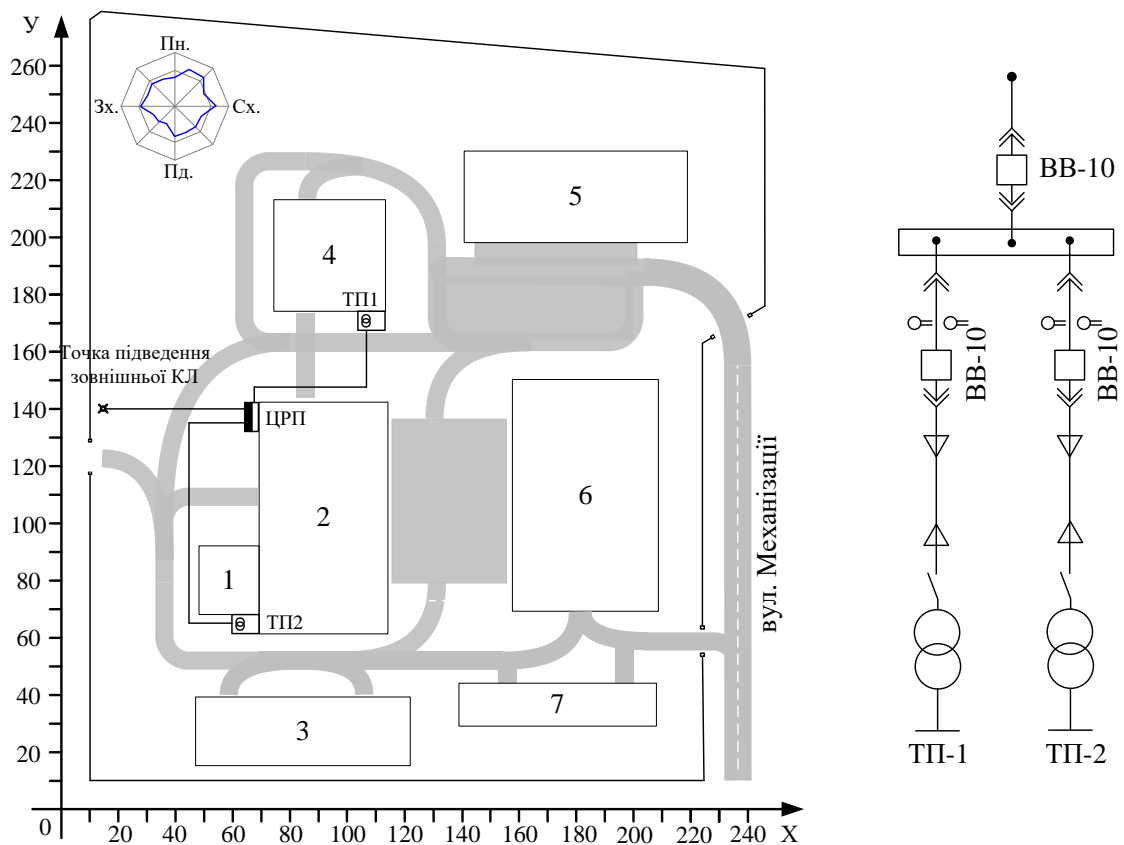 У
260
240
220
200
180
160
140
120
100
80
60
40
20
0
20
40
60
80
100
120
140
160
180
200
220
240
Х
Пн.
Зх.
Сх.
Пд.
5
4
ТП1
Точка підведення
зовнішньої КЛ
ЦРП
2
6
1
ТП2
3
7
вул. Механізації
ВВ-10
ВВ-10
ВВ-10
ТП-1
ТП-2